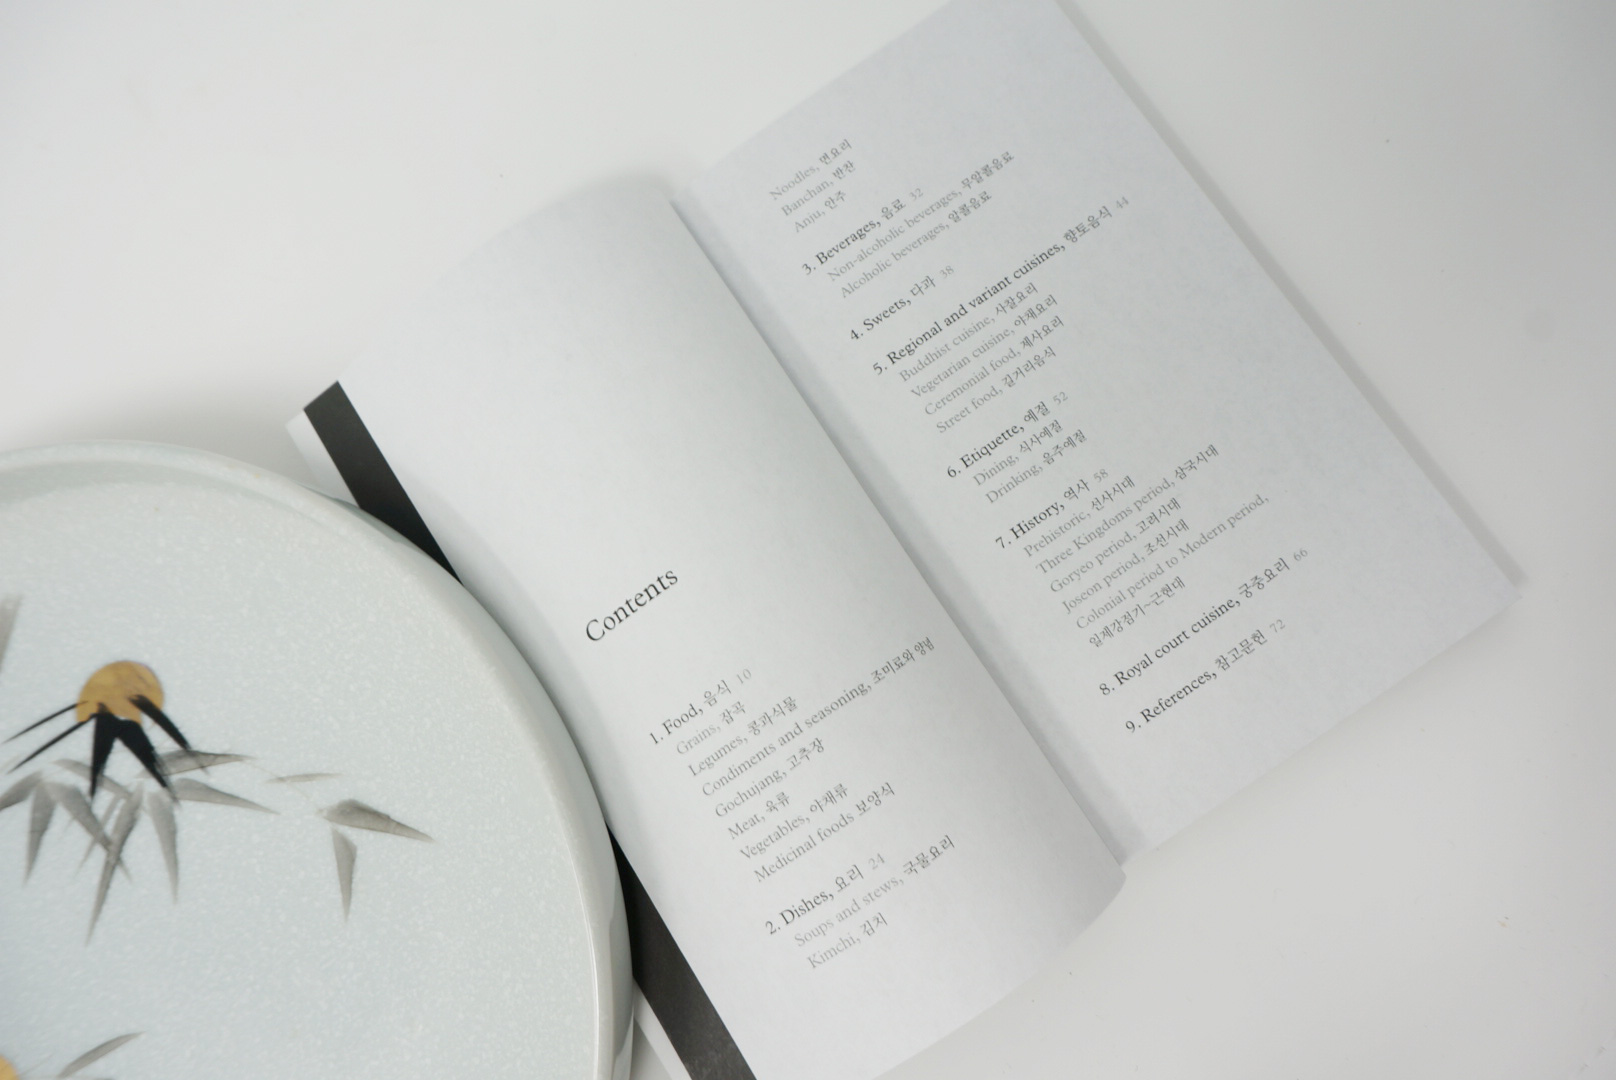 Contents
1. Food, 음식 10
Grains, 잡곡
Legumes, 콩과식물
Condiments and seasoning, 조미료와 양념
Gochujang, 고추장
Meat, 육류
Vegetables, 야채류
Medicinal foods 보양식
2. Dishes, 요리 24
Soups and stews, 국물요리
Kimchi, 김치
Noodles, 면요리
Banchan, 반찬
Anju, 안주
3. Beverages, 음료 32
Non-alcoholic beverages, 무알콜음료
Alcoholic beverages, 알콜음료
4. Sweets, 다과 38
5. Regional and variant cuisines, 향토음식 44
Buddhist cuisine, 사찰요리
Vegetarian cuisine, 야채요리
Ceremonial food, 제사요리
Street food, 길거리음식
6. Etiquette, 예절 52
Dining, 식사예절
Drinking, 음주예절
7. History, 역사 58
Prehistoric, 선사시대
Three Kingdoms period, 삼국시대
Goryeo period, 고려시대
Joseon period, 조선시대
Colonial period to Modern period,
일제강점기~근현대
8. Royal court cuisine, 궁중요리 66
9. References, 참고문헌 72